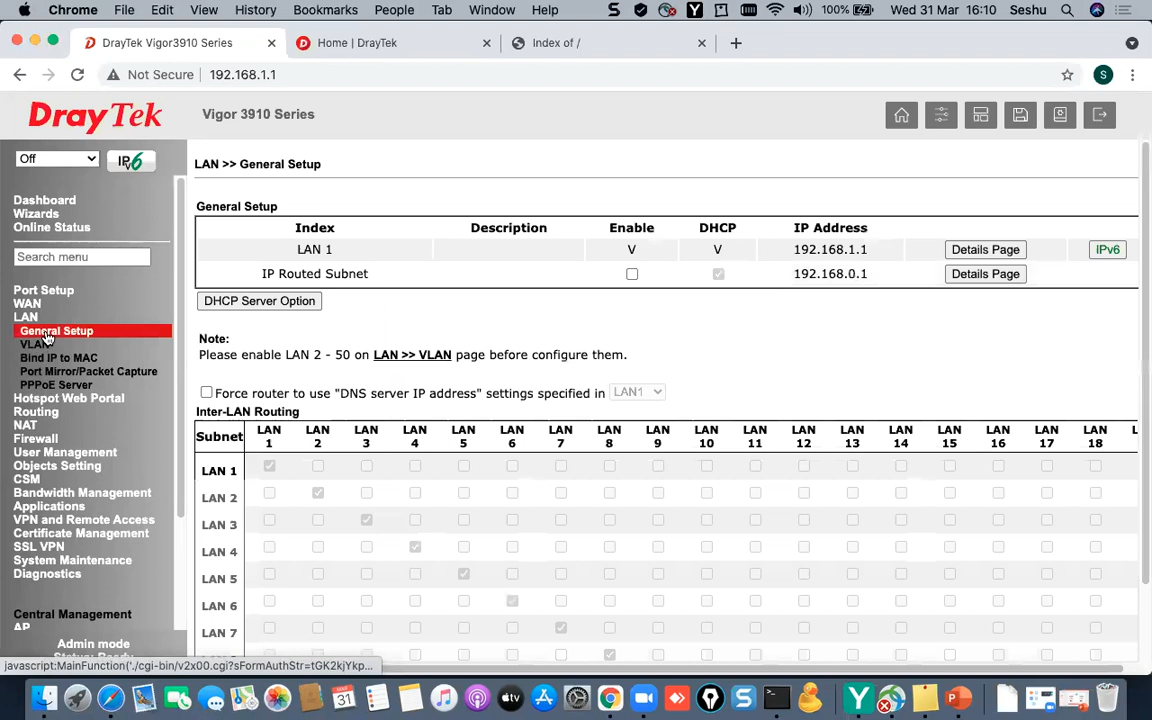 Chrome File Edit View History Bookmarks People Tab Window Help 100% Wed 31 Mar 16:10 Seshu
DrayTek Vigor3910 Series Home | DrayTek Index of /
Not Secure 192.168.1.1 S
DrayTek Vigor 3910 Series
Off IPv6
LAN >> General Setup
Dashboard
Wizards
Online Status
Search menu
Port Setup
WAN
LAN
General Setup
VLAN
Bind IP to MAC
Port Mirror/Packet Capture
PPPoE Server
Hotspot Web Portal
Routing
NAT
Firewall
User Management
Objects Setting
CSM
Bandwidth Management
Applications
VPN and Remote Access
Certificate Management
SSL VPN
System Maintenance
Diagnostics
Central Management
AP
Admin mode
General Setup
Index Description Enable DHCP IP Address
LAN 1 V V 192.168.1.1 Details Page IPv6
IP Routed Subnet 192.168.0.1 Details Page
DHCP Server Option
Note:
Please enable LAN 2 - 50 on LAN >> VLAN page before configure them.
Force router to use "DNS server IP address" settings specified in LAN1
Inter-LAN Routing
Subnet LAN 1 LAN 2 LAN 3 LAN 4 LAN 5 LAN 6 LAN 7 LAN 8 LAN 9 LAN 10 LAN 11 LAN 12 LAN 13 LAN 14 LAN 15 LAN 16 LAN 17 LAN 18
LAN 1
LAN 2
LAN 3
LAN 4
LAN 5
LAN 6
LAN 7
javascript:MainFunction('./cgi-bin/v2x00.cgi?sFormAuthStr=tGK2kjYkp...